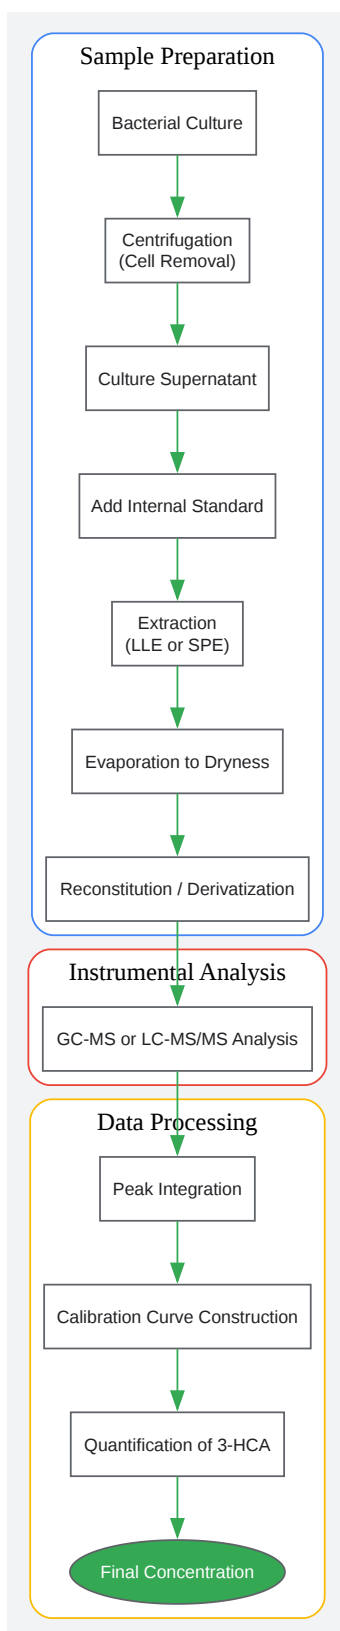 Sample Preparation
Bacterial Culture
Centrifugation
(Cell Removal)
Culture Supernatant
Add Internal Standard
Extraction
(LLE or SPE)
Evaporation to Dryness
Reconstitution / Derivatization
Instrumental Analysis
GC-MS or LC-MS/MS Analysis
Data Processing
Peak Integration
Calibration Curve Construction
Quantification of 3-HCA
Final Concentration